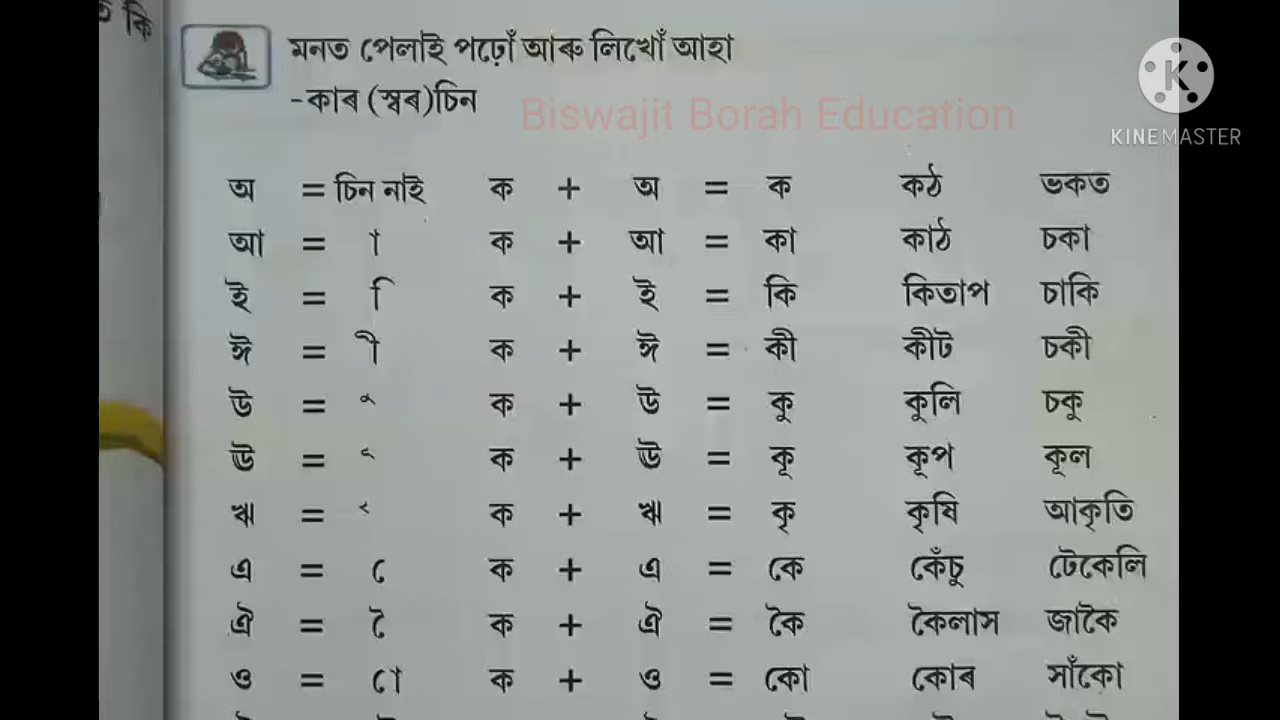 কি
মনত পেলাই পঢ়োঁ আৰু লিখোঁ আহা
-কাৰ (স্বৰ)চিন
Biswajit Borah Education
KINEMASTER
অ = চিন নাই ক + অ = ক কঠ ভকত
আ = া ক + আ = কা কাঠ চকা
ই = ি ক + ই = কি কিতাপ চাকি
ঈ = ী ক + ঈ = কী কীট চকী
উ = ু ক + উ = কু কুলি চকু
ঊ = ূ ক + ঊ = কূ কূপ কূল
ঋ = ৃ ক + ঋ = কৃ কৃষি আকৃতি
এ = ে ক + এ = কে কেঁচু টেকেলি
ঐ = ৈ ক + ঐ = কৈ কৈলাস জাকৈ
ও = ো ক + ও = কো কোৰ সাঁকো